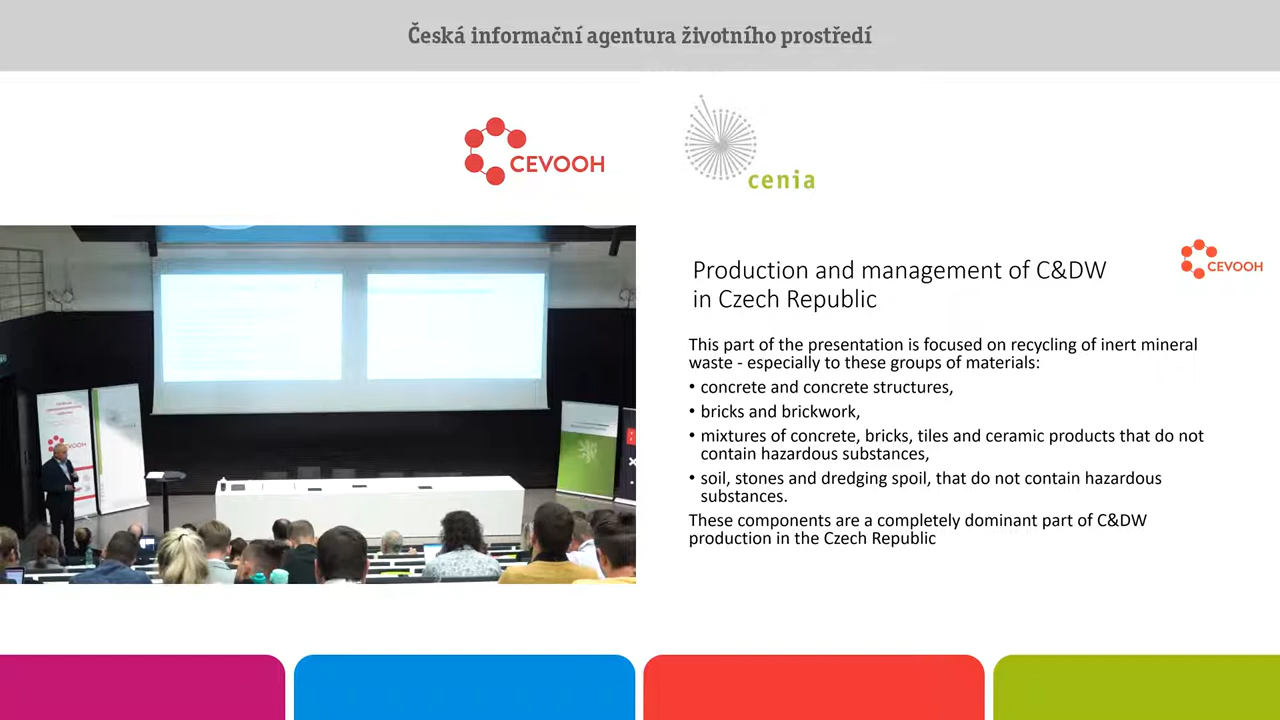 Česká informační agentura životního prostředí
CEVOOH
cenia
CEVOOH
Production and management of C&DW
in Czech Republic
This part of the presentation is focused on recycling of inert mineral
waste - especially to these groups of materials:
• concrete and concrete structures,
• bricks and brickwork,
• mixtures of concrete, bricks, tiles and ceramic products that do not
contain hazardous substances,
• soil, stones and dredging spoil, that do not contain hazardous
substances.
These components are a completely dominant part of C&DW
production in the Czech Republic